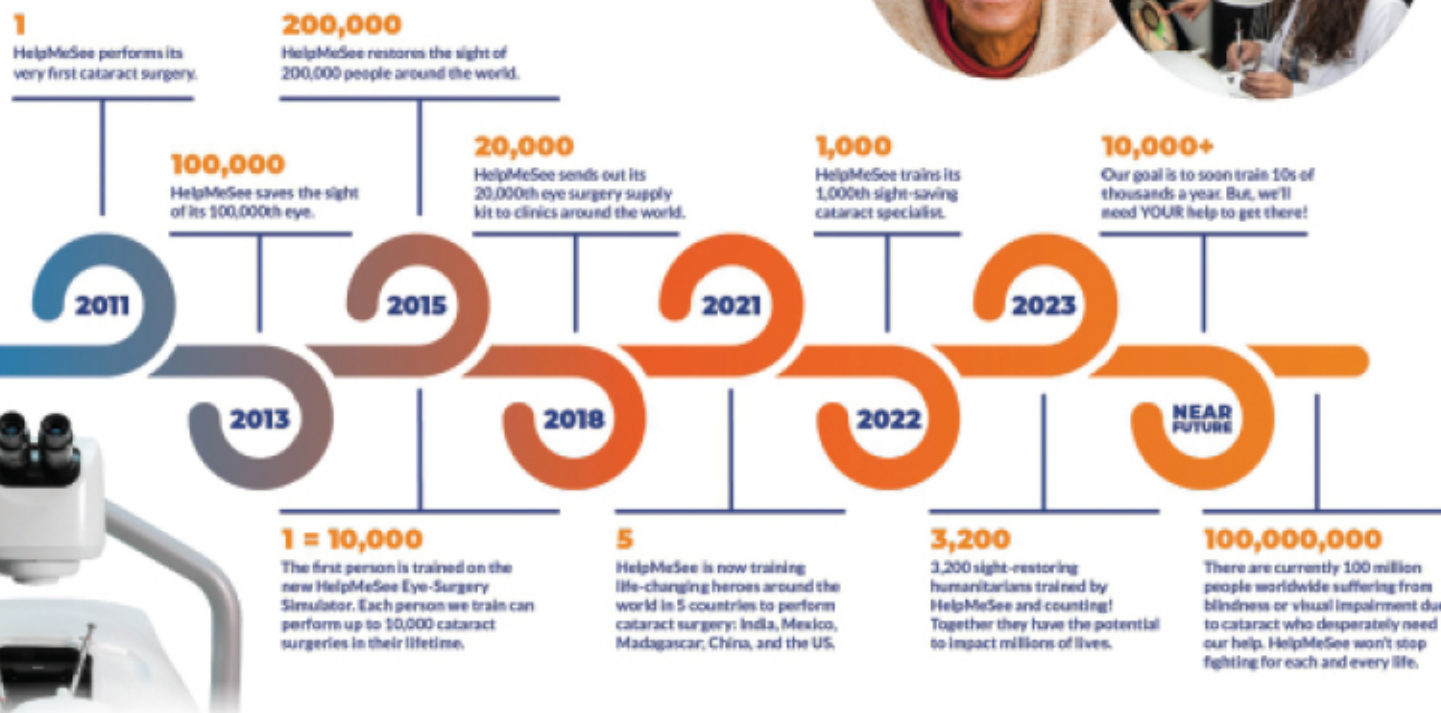 1
HelpMeSee performs its
very first cataract surgery.
200,000
HelpMeSee restores the sight of
200,000 people around the world.
100,000
HelpMeSee saves the sight
of its 100,000th eye.
20,000
HelpMeSee sends out its
20,000th eye surgery supply
kit to clinics around the world.
1,000
HelpMeSee trains its
1,000th sight-saving
cataract specialist.
10,000+
Our goal is to soon train 10s of
thousands a year. But, we'll
need YOUR help to get there!
2011
2015
2021
2023
2013
2018
2022
NEAR
FUTURE
1 = 10,000
The first person is trained on the
new HelpMeSee Eye-Surgery
Simulator. Each person we train can
perform up to 10,000 cataract
surgeries in their lifetime.
5
HelpMeSee is now training
life-changing heroes around the
world in 5 countries to perform
cataract surgery: India, Mexico,
Madagascar, China, and the US.
3,200
3,200 sight-restoring
humanitarians trained by
HelpMeSee and counting!
Together they have the potential
to impact millions of lives.
100,000,000
There are currently 100 million
people worldwide suffering from
blindness or visual impairment du
to cataract who desperately need
our help. HelpMeSee won't stop
fighting for each and every life.